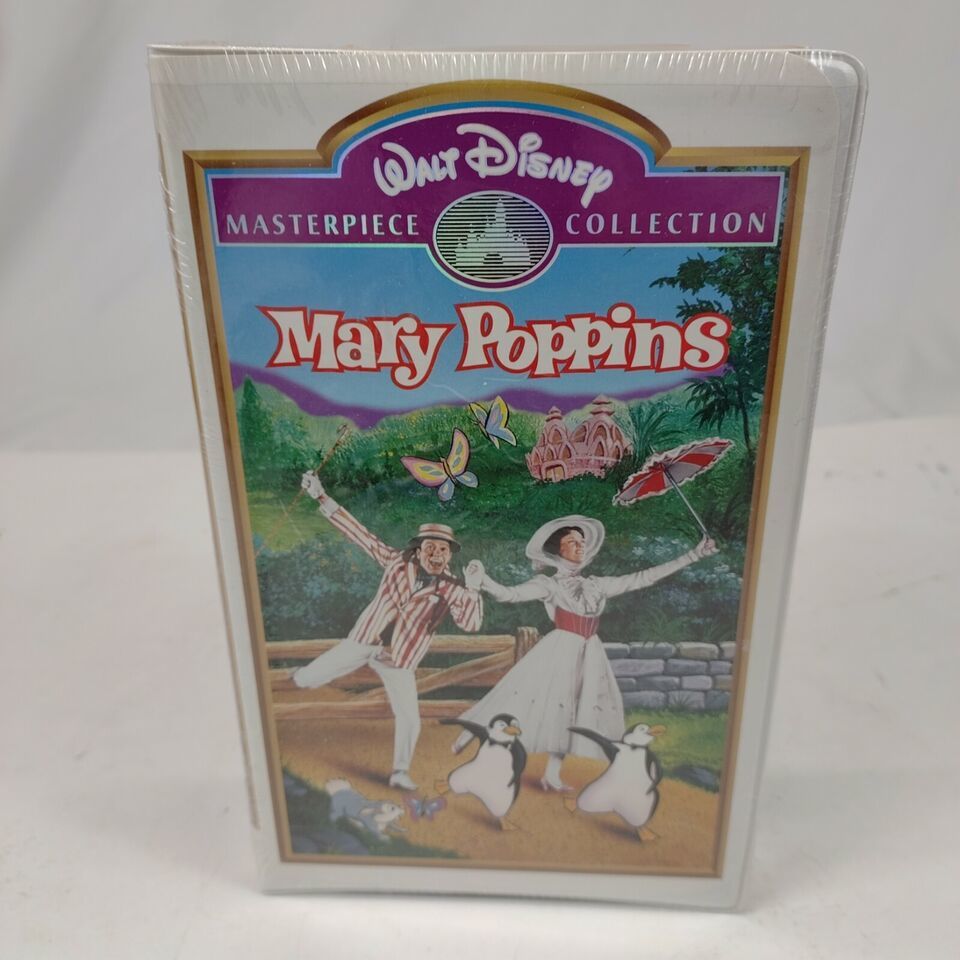 Walt Disney
MASTERPIECE COLLECTION
Mary Poppins